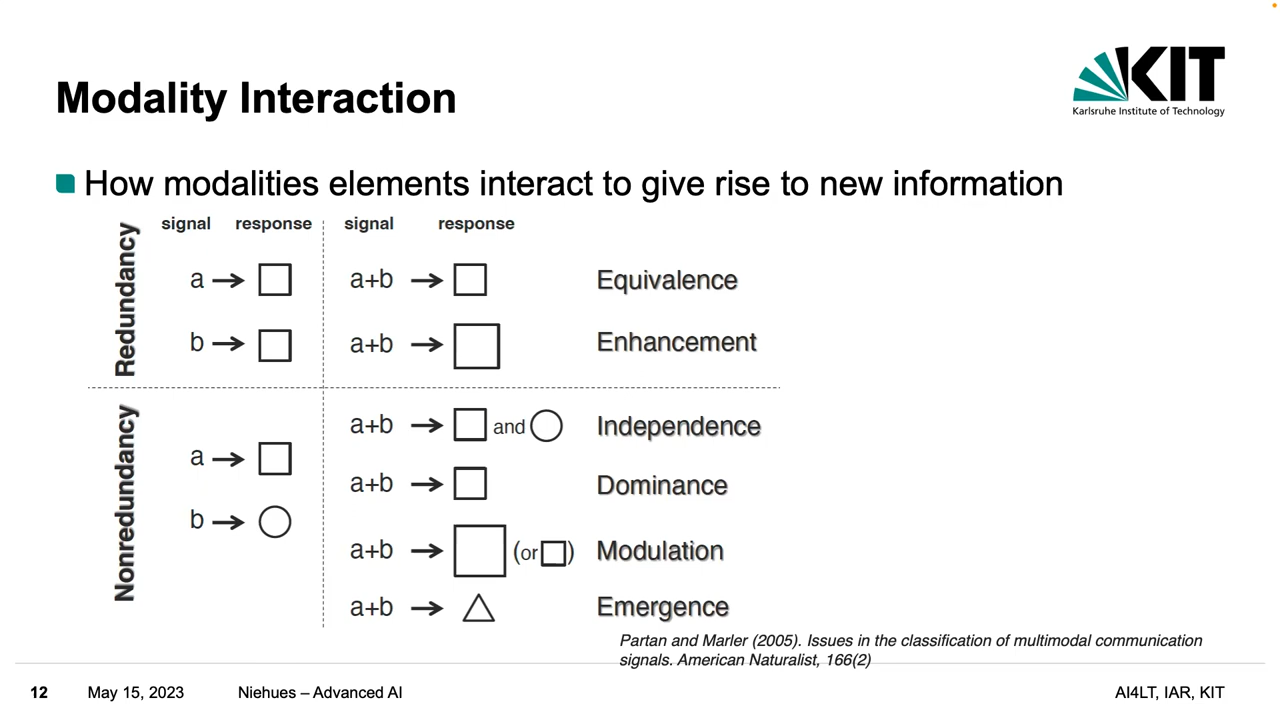 Modality Interaction
KIT
Karlsruhe Institute of Technology
How modalities elements interact to give rise to new information
signal response signal response
Redundancy
a → a+b → Equivalence
b → a+b → Enhancement
Nonredundancy
a+b → and Independence
a →
a+b → Dominance
b →
a+b → (or ) Modulation
a+b → Emergence
Partan and Marler (2005). Issues in the classification of multimodal communication
signals. American Naturalist, 166(2)
12 May 15, 2023 Niehues – Advanced AI AI4LT, IAR, KIT